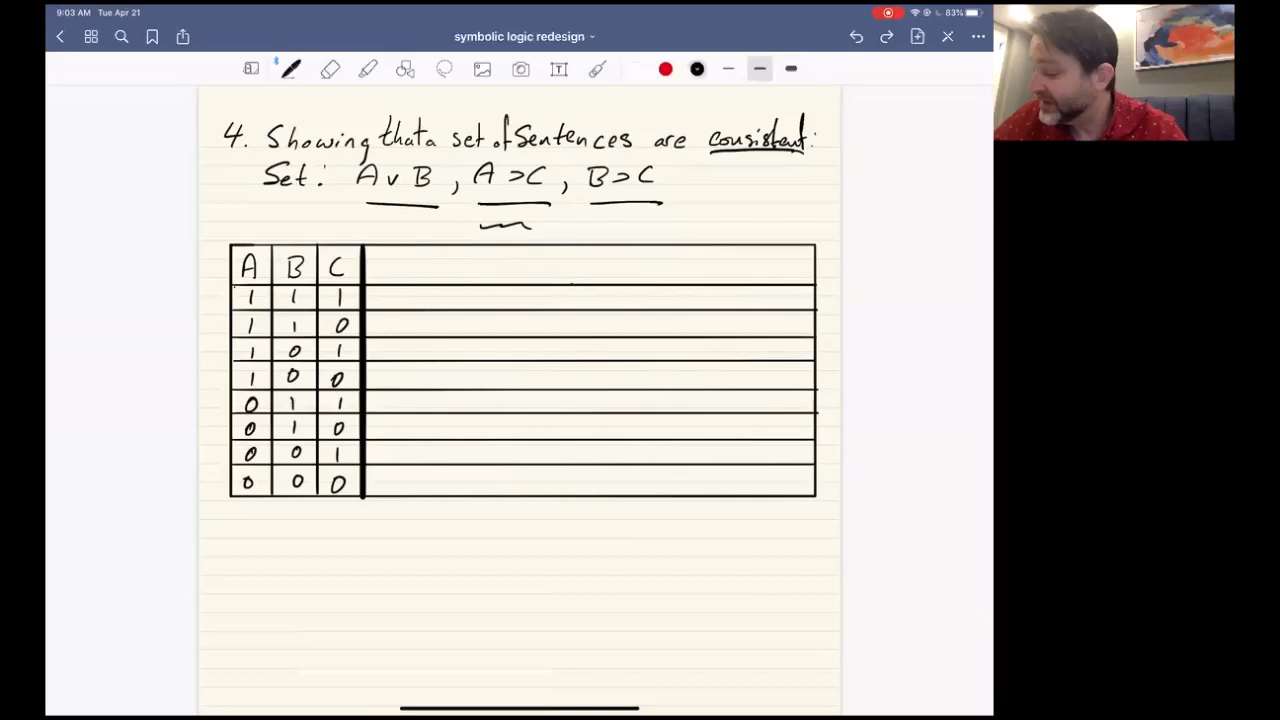 9:03 AM Tue Apr 21
83%
symbolic logic redesign
T
4. Showing that a set of Sentences are consistent:
Set: A v B, A ⊃ C, B ⊃ C
A B C
1 1 1
1 1 0
1 0 1
1 0 0
0 1 1
0 1 0
0 0 1
0 0 0